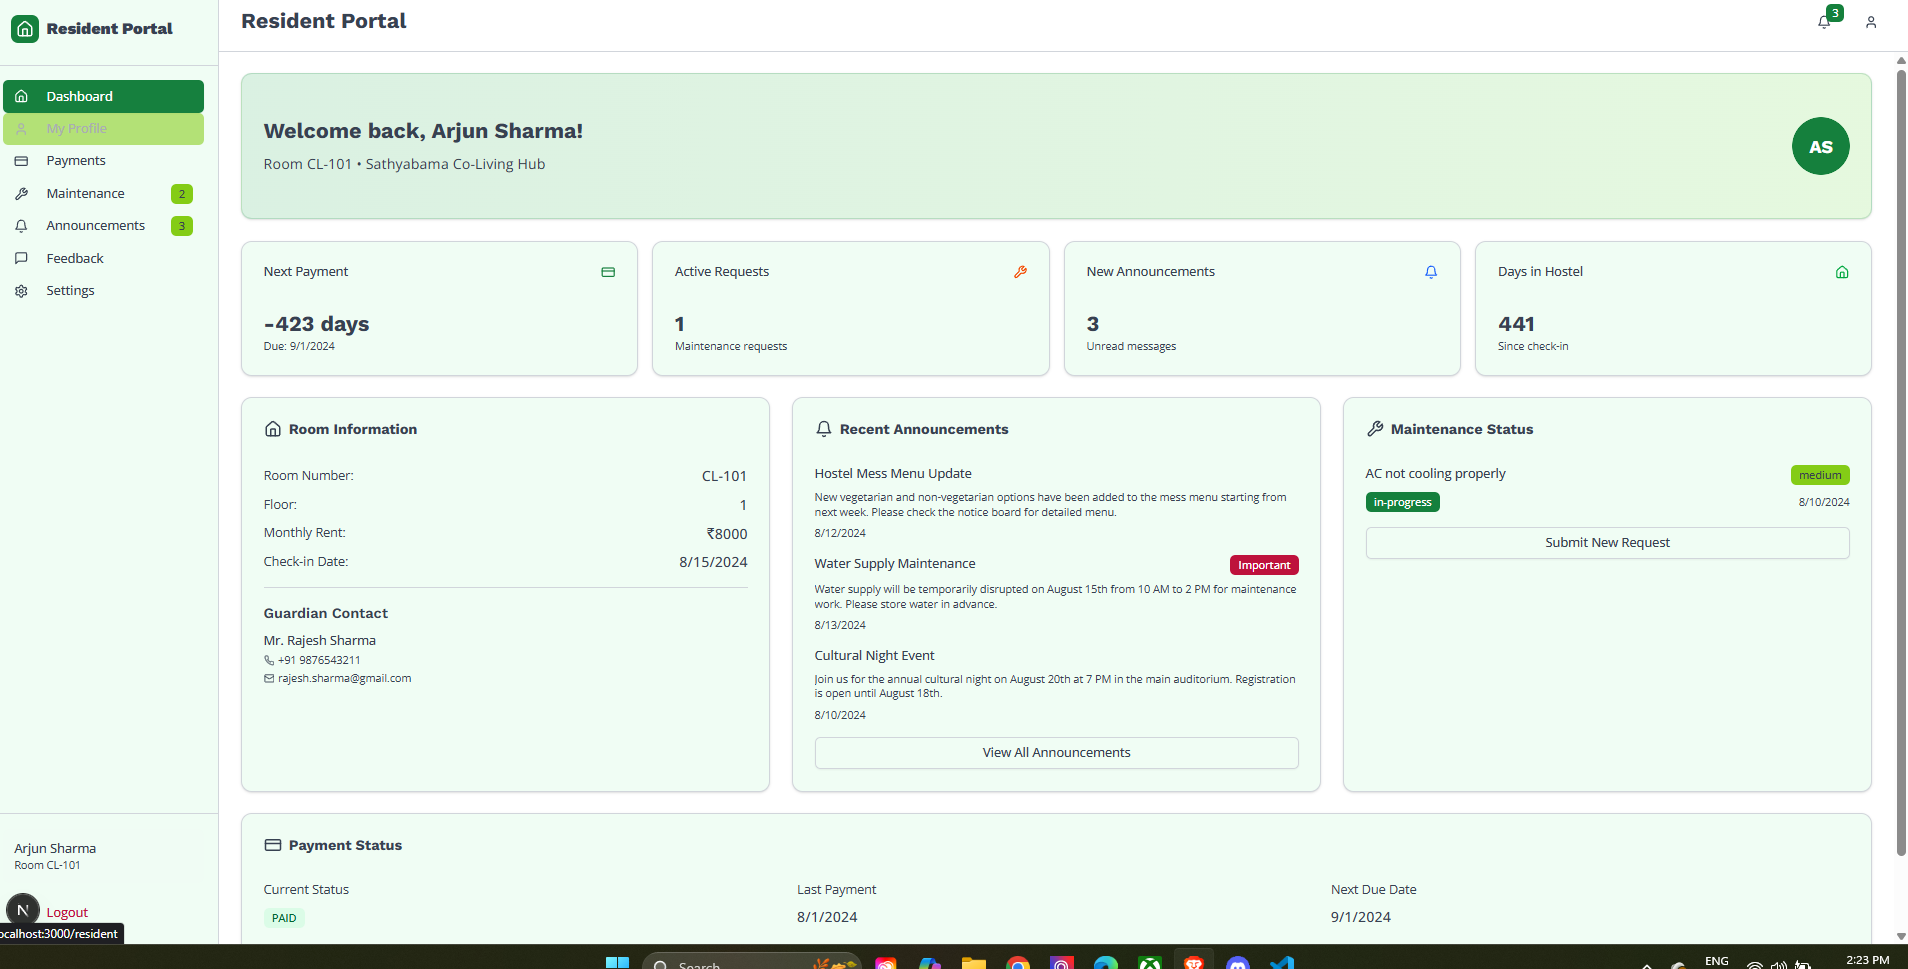 Resident Portal
Dashboard
My Profile
Payments
Maintenance 2
Announcements 3
Feedback
Settings
Arjun Sharma
Room CL-101
N Logout
ocalhost:3000/resident
Resident Portal
3
Welcome back, Arjun Sharma!
Room CL-101 • Sathyabama Co-Living Hub
AS
Next Payment
-423 days
Due: 9/1/2024
Active Requests
1
Maintenance requests
New Announcements
3
Unread messages
Days in Hostel
441
Since check-in
Room Information
Room Number: CL-101
Floor: 1
Monthly Rent: ₹8000
Check-in Date: 8/15/2024
Guardian Contact
Mr. Rajesh Sharma
+91 9876543211
rajesh.sharma@gmail.com
Recent Announcements
Hostel Mess Menu Update
New vegetarian and non-vegetarian options have been added to the mess menu starting from
next week. Please check the notice board for detailed menu.
8/12/2024
Water Supply Maintenance Important
Water supply will be temporarily disrupted on August 15th from 10 AM to 2 PM for maintenance
work. Please store water in advance.
8/13/2024
Cultural Night Event
Join us for the annual cultural night on August 20th at 7 PM in the main auditorium. Registration
is open until August 18th.
8/10/2024
View All Announcements
Maintenance Status
AC not cooling properly medium
in-progress 8/10/2024
Submit New Request
Payment Status
Current Status
PAID
Last Payment
8/1/2024
Next Due Date
9/1/2024
Search
ENG
2:23 PM